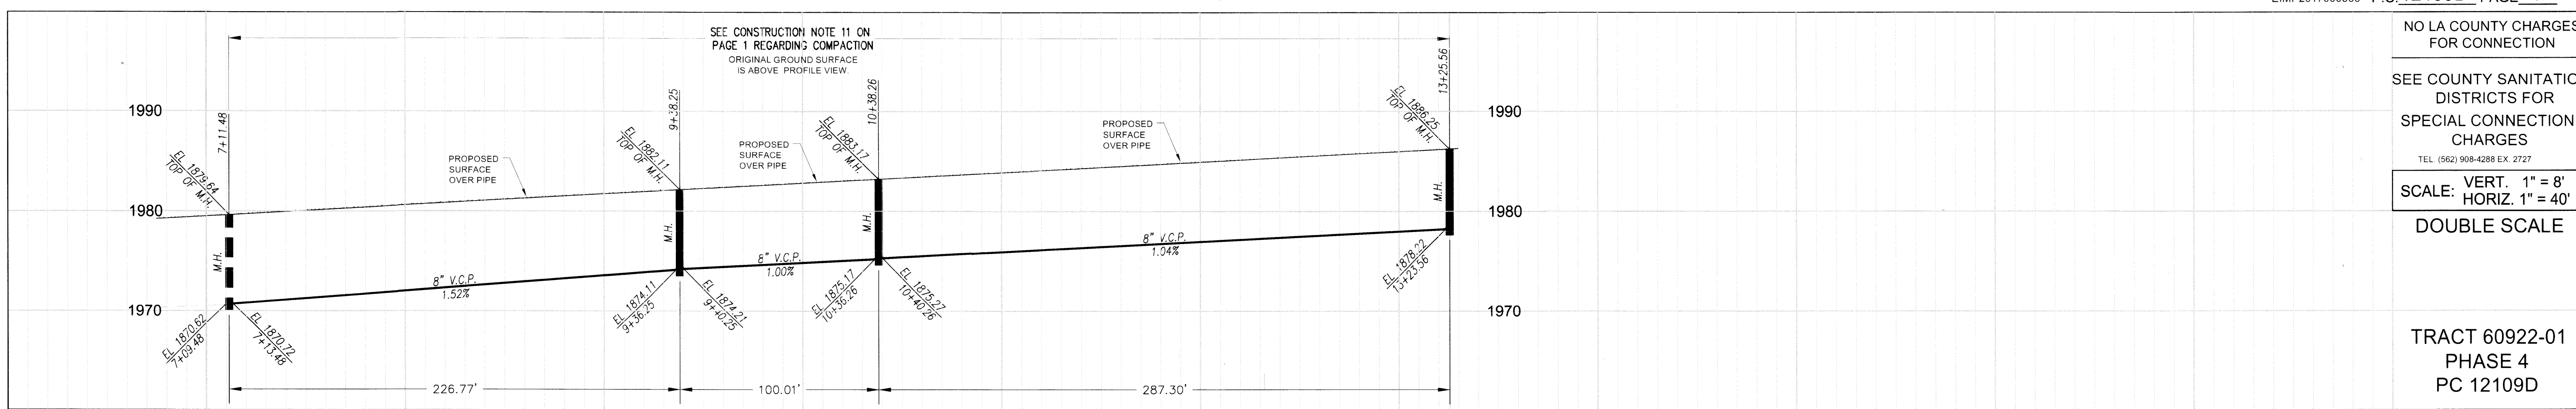 P.C. 12109D PAGE
NO LA COUNTY CHARGES
FOR CONNECTION
SEE COUNTY SANITATIO
DISTRICTS FOR
SPECIAL CONNECTION
CHARGES
TEL. (562) 908-4288 EX. 2727
SCALE: VERT. 1" = 8'
HORIZ. 1" = 40'
DOUBLE SCALE
TRACT 60922-01
PHASE 4
PC 12109D
SEE CONSTRUCTION NOTE 11 ON
PAGE 1 REGARDING COMPACTION
ORIGINAL GROUND SURFACE
IS ABOVE PROFILE VIEW.
7+11.48
9+38.25
10+38.26
13+25.56
1990
1990
EL 1879.64
TOP OF M.H.
EL 1882.11
TOP OF M.H.
EL 1883.17
TOP OF M.H.
EL 1886.25
TOP OF M.H.
PROPOSED
SURFACE
OVER PIPE
PROPOSED
SURFACE
OVER PIPE
PROPOSED
SURFACE
OVER PIPE
1980
1980
M.H.
M.H.
M.H.
M.H.
8" V.C.P.
1.52%
8" V.C.P.
1.00%
8" V.C.P.
1.04%
1970
1970
EL 1870.62
7+09.48
EL 1870.72
7+13.48
EL 1874.11
9+36.25
EL 1874.21
9+40.25
EL 1875.17
10+36.26
EL 1875.27
10+40.26
EL 1878.22
13+23.56
226.77'
100.01'
287.30'